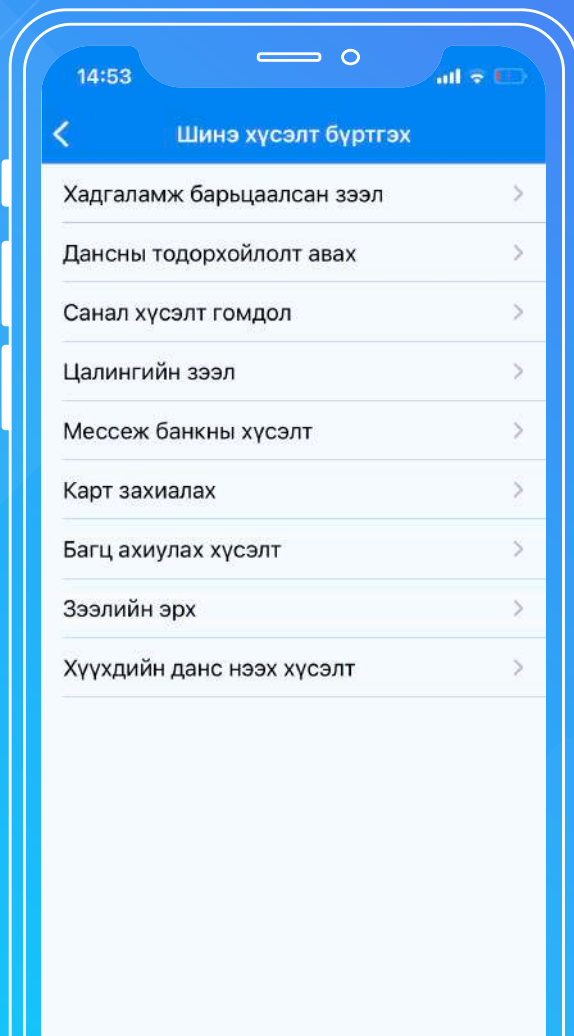 14:53
Шинэ хүсэлт бүртгэх
Хадгаламж барьцаалсан зээл
Дансны тодорхойлолт авах
Санал хүсэлт гомдол
Цалингийн зээл
Мессеж банкны хүсэлт
Карт захиалах
Багц ахиулах хүсэлт
Зээлийн эрх
Хүүхдийн данс нээх хүсэлт